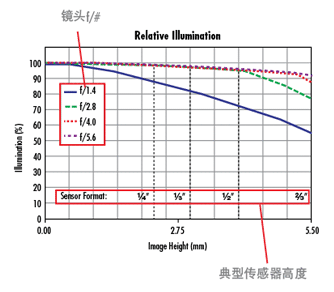 镜头f/#
Relative Illumination
Illumination (%)
100
90
80
70
60
50
40
30
20
10
0
f/1.4
f/2.8
f/4.0
f/5.6
Sensor Format: ¼" ⅓" ½" ⅔"
0.00 2.75 5.50
Image Height (mm)
典型传感器高度